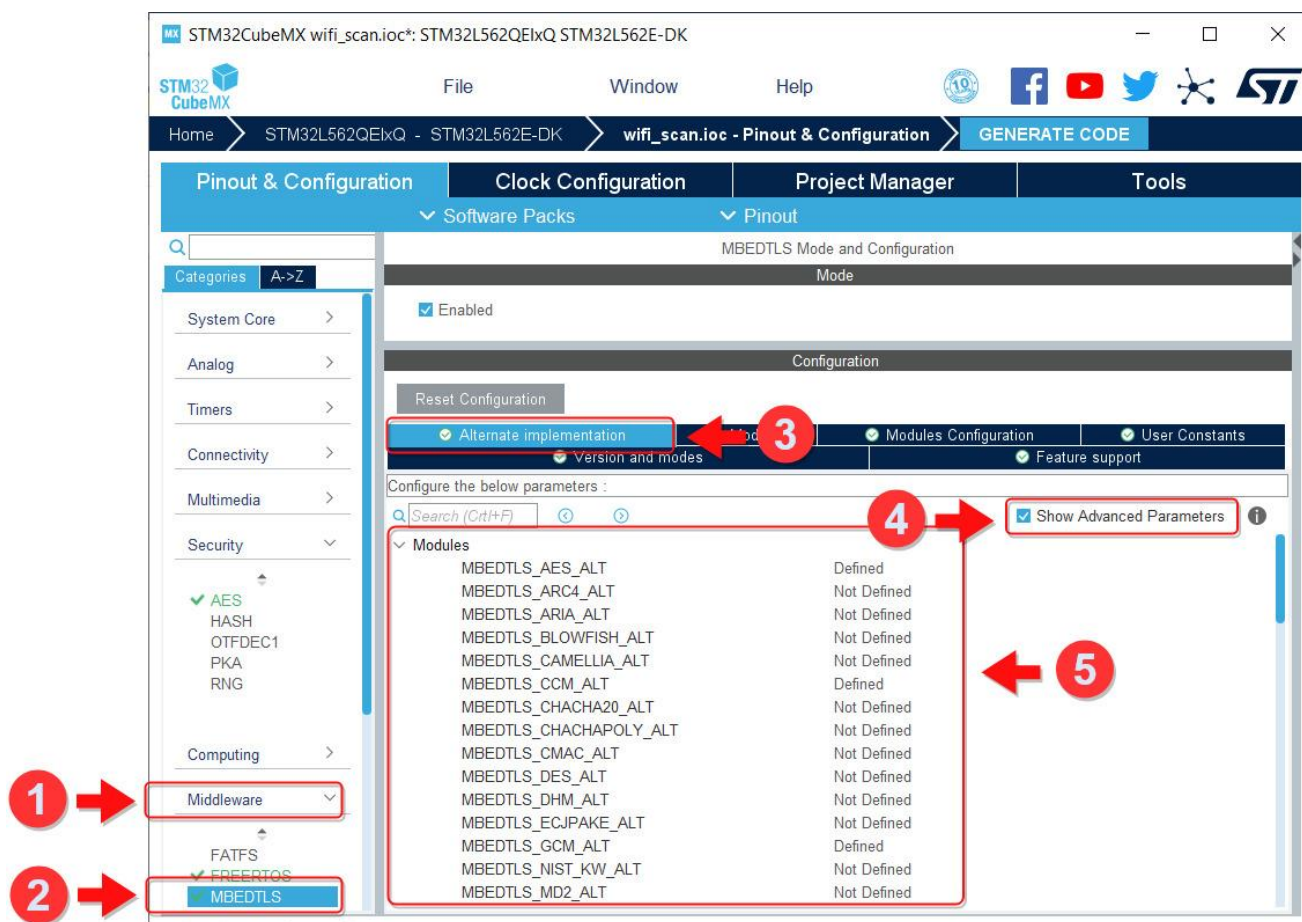 MX STM32CubeMX wifi_scan.ioc*: STM32L562QEIxQ STM32L562E-DK
STM32 CubeMX
File Window Help
10
Home STM32L562QEIxQ - STM32L562E-DK wifi_scan.ioc - Pinout & Configuration GENERATE CODE
Pinout & Configuration Clock Configuration Project Manager Tools
Software Packs Pinout
MBEDTLS Mode and Configuration
Categories A->Z
Mode
System Core
Enabled
Analog
Configuration
Timers
Reset Configuration
Alternate implementation 3 Modules Configuration User Constants
Connectivity
Version and modes Feature support
Multimedia
Configure the below parameters :
Search (Crtl+F) 4 Show Advanced Parameters
Security
Modules
MBEDTLS_AES_ALT Defined
AES
MBEDTLS_ARC4_ALT Not Defined
HASH
MBEDTLS_ARIA_ALT Not Defined
OTFDEC1
MBEDTLS_BLOWFISH_ALT Not Defined
PKA
MBEDTLS_CAMELLIA_ALT Not Defined
RNG
MBEDTLS_CCM_ALT Defined
5
MBEDTLS_CHACHA20_ALT Not Defined
MBEDTLS_CHACHAPOLY_ALT Not Defined
Computing
MBEDTLS_CMAC_ALT Not Defined
MBEDTLS_DES_ALT Not Defined
1 Middleware
MBEDTLS_DHM_ALT Not Defined
MBEDTLS_ECJPAKE_ALT Not Defined
FATFS
MBEDTLS_GCM_ALT Defined
FREERTOS
MBEDTLS_NIST_KW_ALT Not Defined
2 MBEDTLS
MBEDTLS_MD2_ALT Not Defined